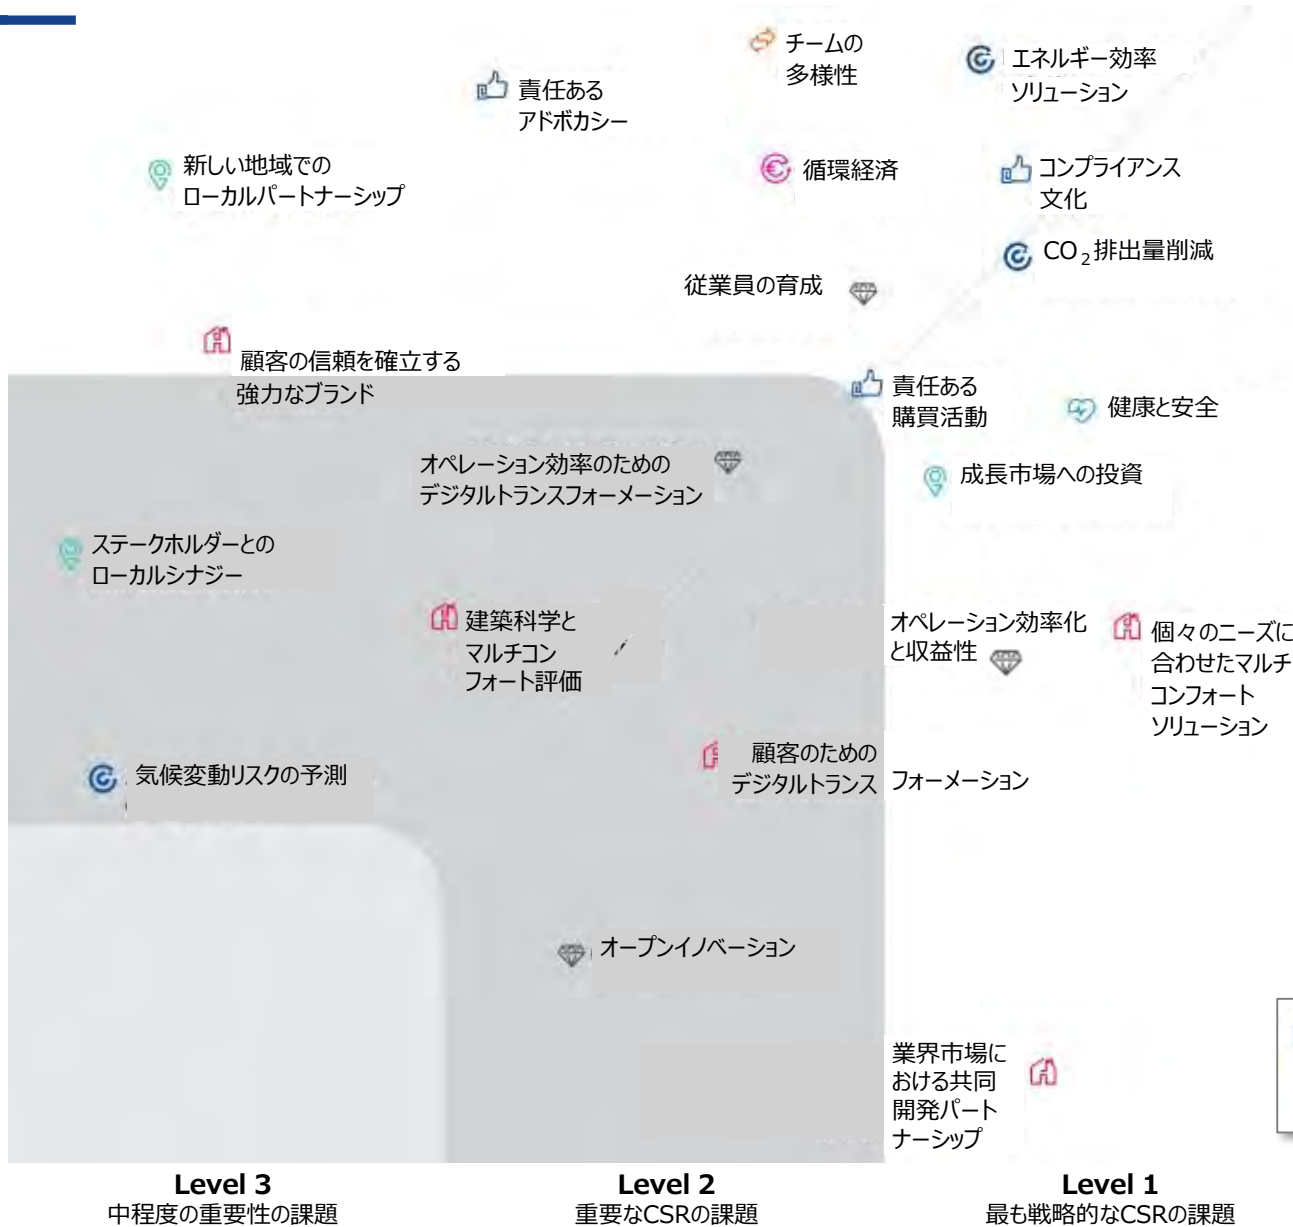 チームの
多様性
エネルギー効率
ソリューション
責任ある
アドボカシー
新しい地域での
ローカルパートナーシップ
循環経済
コンプライアンス
文化
CO₂排出量削減
従業員の育成
顧客の信頼を確立する
強力なブランド
責任ある
購買活動
健康と安全
オペレーション効率のための
デジタルトランスフォーメーション
成長市場への投資
ステークホルダーとの
ローカルシナジー
建築科学と
マルチコン
フォート評価
オペレーション効率化
と収益性
個々のニーズに
合わせたマルチ
コンフォート
ソリューション
顧客のための
デジタルトランス フォーメーション
気候変動リスクの予測
オープンイノベーション
業界市場に
おける共同
開発パート
ナーシップ
Level 3
中程度の重要性の課題
Level 2
重要なCSRの課題
Level 1
最も戦略的なCSRの課題